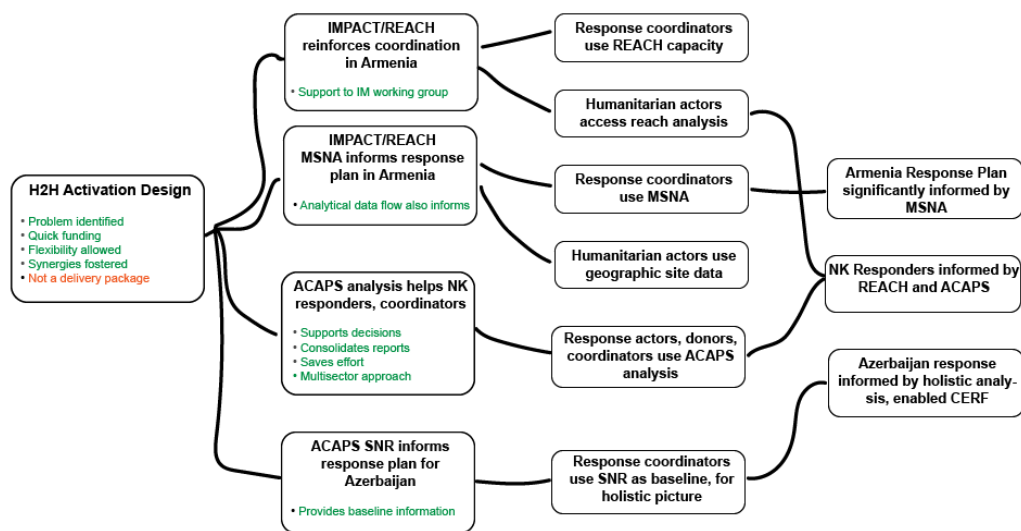 H2H Activation Design
• Problem identified
• Quick funding
• Flexibility allowed
• Synergies fostered
• Not a delivery package
IMPACT/REACH
reinforces coordination
in Armenia
• Support to IM working group
IMPACT/REACH
MSNA informs response
plan in Armenia
• Analytical data flow also informs
ACAPS analysis helps NK
responders, coordinators
• Supports decisions
• Consolidates reports
• Saves effort
• Multisector approach
ACAPS SNR informs
response plan for
Azerbaijan
• Provides baseline information
Response coordinators
use REACH capacity
Humanitarian actors
access reach analysis
Response coordinators
use MSNA
Humanitarian actors use
geographic site data
Response actors, donors,
coordinators use ACAPS
analysis
Response coordinators
use SNR as baseline, for
holistic picture
Armenia Response Plan
significantly informed by
MSNA
NK Responders informed by
REACH and ACAPS
Azerbaijan response
informed by holistic analy-
sis, enabled CERF